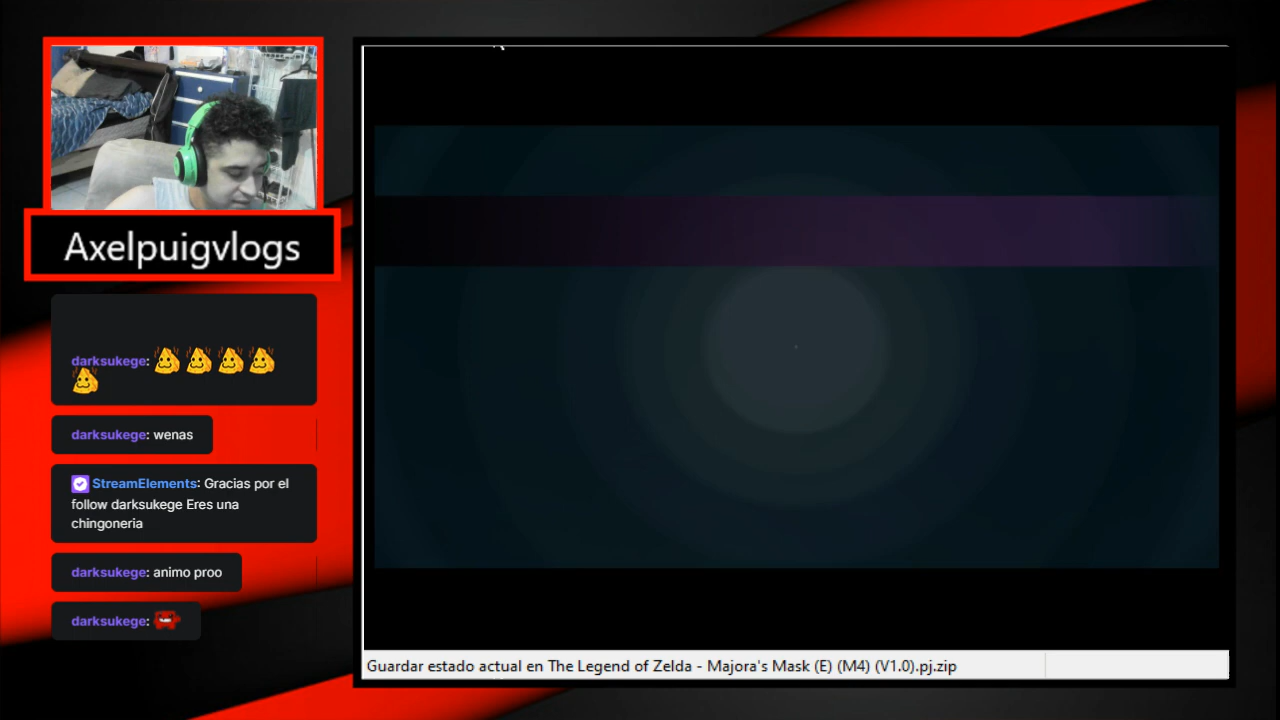 Axelpuigvlogs
darksukege:
darksukege: wenas
StreamElements: Gracias por el
follow darksukege Eres una
chingoneria
darksukege: animo proo
darksukege:
Guardar estado actual en The Legend of Zelda - Majora's Mask (E) (M4) (V1.0).pj.zip